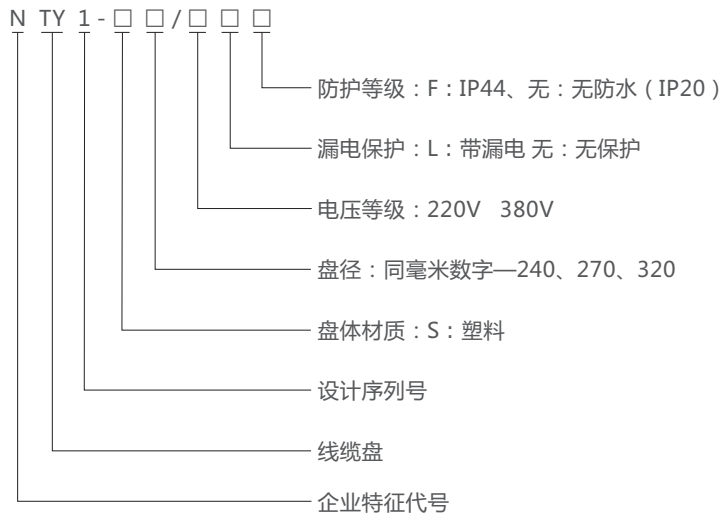 N TY 1 - □ □ / □ □ □
防护等级：F：IP44、无：无防水（IP20）
漏电保护：L：带漏电 无：无保护
电压等级：220V 380V
盘径：同毫米数字—240、270、320
盘体材质：S：塑料
设计序列号
线缆盘
企业特征代号